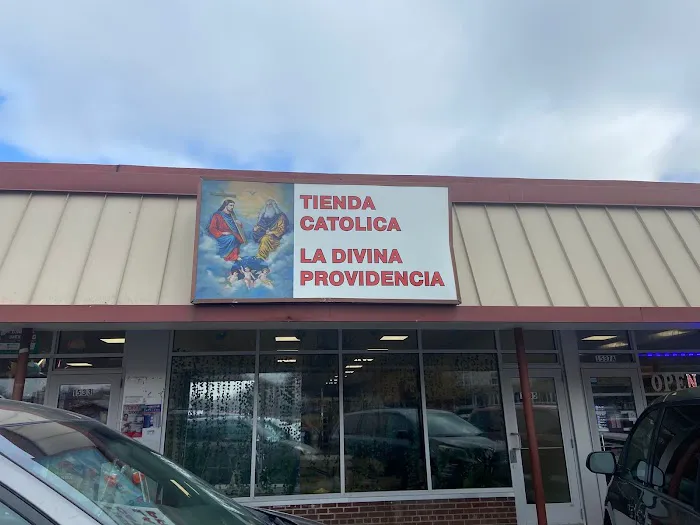 TIENDA
CATOLICA
LA DIVINA
PROVIDENCIA
OPEN